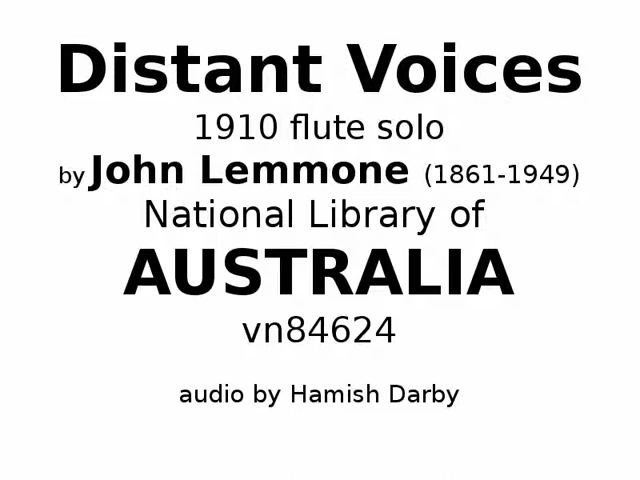 Distant Voices
1910 flute solo
by John Lemmone (1861-1949)
National Library of
AUSTRALIA
vn84624
audio by Hamish Darby